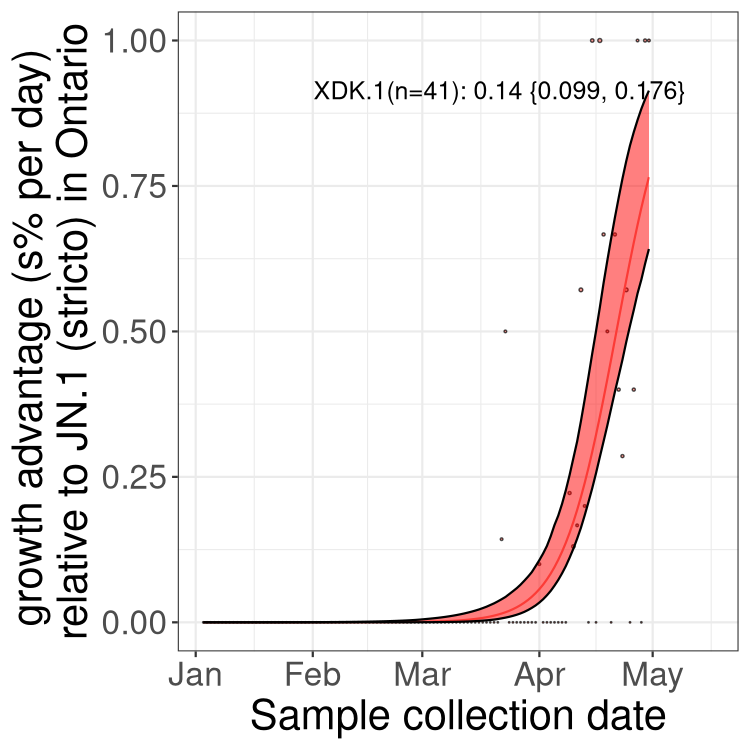 growth advantage (s% per day)
relative to JN.1 (stricto) in Ontario
1.00
0.75
0.50
0.25
0.00
XDK.1(n=41): 0.14 {0.099, 0.176}
Jan Feb Mar Apr May
Sample collection date